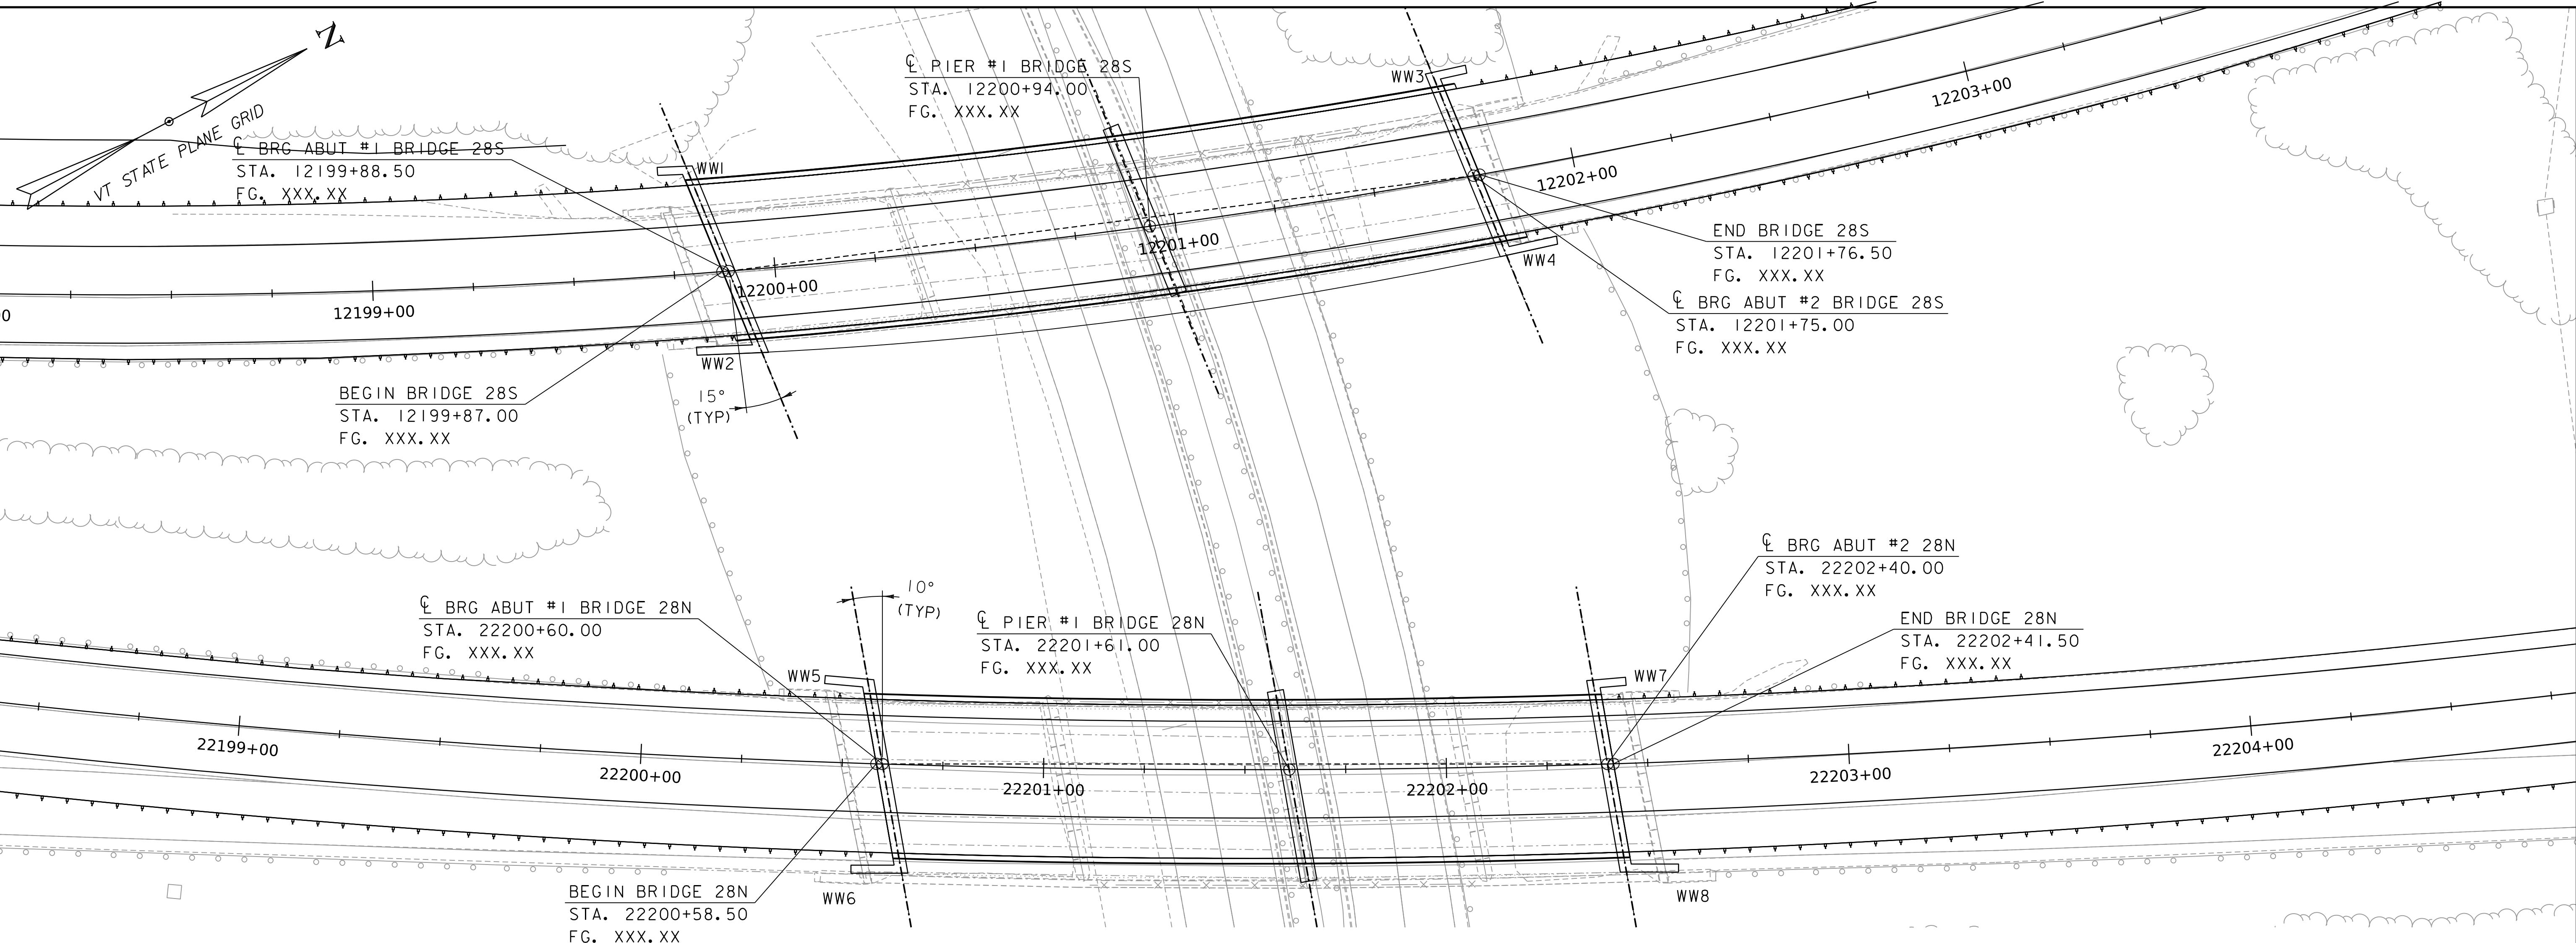 N
VT STATE PLANE GRID
℄ BRG ABUT #1 BRIDGE 28S
STA. 12199+88.50
FG. XXX.XX
℄ PIER #1 BRIDGE 28S
STA. 12200+94.00
FG. XXX.XX
WW1
WW3
12203+00
12202+00
12201+00
12200+00
12199+00
0
WW2
WW4
15°
(TYP)
END BRIDGE 28S
STA. 12201+76.50
FG. XXX.XX
℄ BRG ABUT #2 BRIDGE 28S
STA. 12201+75.00
FG. XXX.XX
BEGIN BRIDGE 28S
STA. 12199+87.00
FG. XXX.XX
℄ BRG ABUT #2 28N
STA. 22202+40.00
FG. XXX.XX
℄ BRG ABUT #1 BRIDGE 28N
STA. 22200+60.00
FG. XXX.XX
10°
(TYP)
℄ PIER #1 BRIDGE 28N
STA. 22201+61.00
FG. XXX.XX
END BRIDGE 28N
STA. 22202+41.50
FG. XXX.XX
WW5
WW7
22199+00
22200+00
22201+00
22202+00
22203+00
22204+00
WW6
WW8
BEGIN BRIDGE 28N
STA. 22200+58.50
FG. XXX.XX